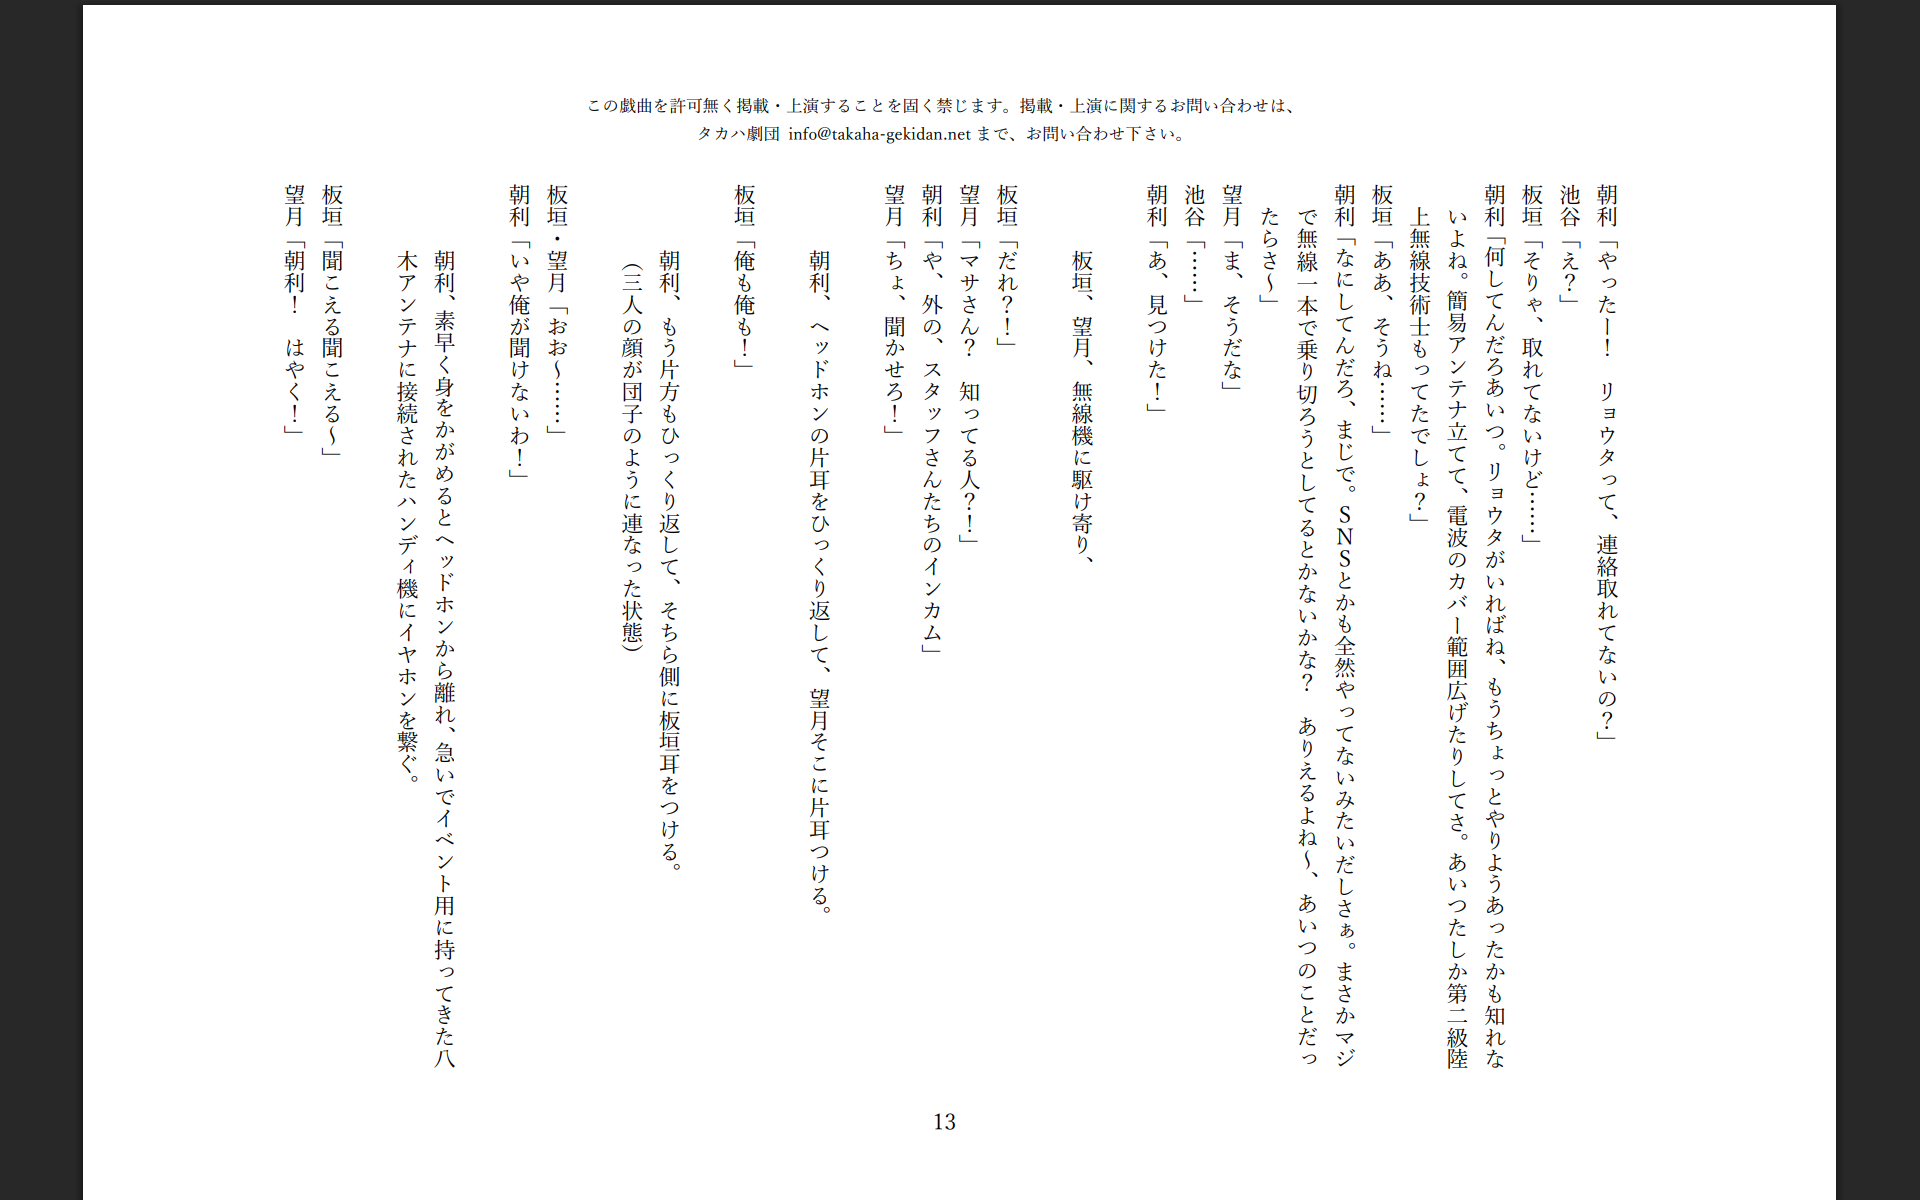 この戯曲を許可無く掲載・上演することを固く禁じます。掲載・上演に関するお問い合わせは、
タカハ劇団 info@takaha-gekidan.net まで、お問い合わせ下さい。
朝利「やったー！　リョウタって、連絡取れてないの？」
池谷「え？」
板垣「そりゃ、取れてないけど……」
朝利「何してんだろあいつ。リョウタがいればね、もうちょっとやりようあったかも知れな
いよね。簡易アンテナ立てて、電波のカバー範囲広げたりしてさ。あいつたしか第二級陸
上無線技術士もってたでしょ？」
板垣「ああ、そうね……」
朝利「なにしてんだろ、まじで。ＳＮＳとかも全然やってないみたいだしさぁ。まさかマジ
で無線一本で乗り切ろうとしてるとかないかな？　ありえるよね〜、あいつのことだっ
たらさ〜」
望月「ま、そうだな」
池谷「……」
朝利「あ、見つけた！」
板垣、望月、無線機に駆け寄り、
板垣「だれ？！」
望月「マサさん？　知ってる人？！」
朝利「や、外の、スタッフさんたちのインカム」
望月「ちょ、聞かせろ！」
朝利、ヘッドホンの片耳をひっくり返して、望月そこに片耳つける。
板垣「俺も俺も！」
朝利、もう片方もひっくり返して、そちら側に板垣耳をつける。
（三人の顔が団子のように連なった状態）
板垣・望月「おお〜……」
朝利「いや俺が聞けないわ！」
朝利、素早く身をかがめるとヘッドホンから離れ、急いでイベント用に持ってきた八
木アンテナに接続されたハンディ機にイヤホンを繋ぐ。
板垣「聞こえる聞こえる〜」
望月「朝利！　はやく！」
13